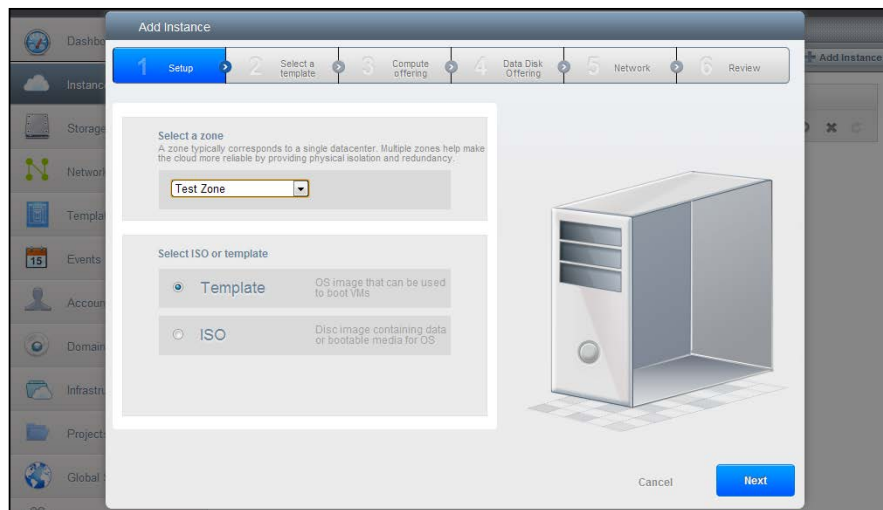 Add Instance
1 Setup
2 Select a template
3 Compute offering
4 Data Disk Offering
5 Network
6 Review
Add Instance
Dashbo
Instanc
Storage
Network
Templa
15 Events
Accoun
Domain
Infrastru
Project
Global
Select a zone
A zone typically corresponds to a single datacenter. Multiple zones help make
the cloud more reliable by providing physical isolation and redundancy.
Test Zone
Select ISO or template
Template
OS image that can be used
to boot VMs
ISO
Disc image containing data
or bootable media for OS
Cancel
Next